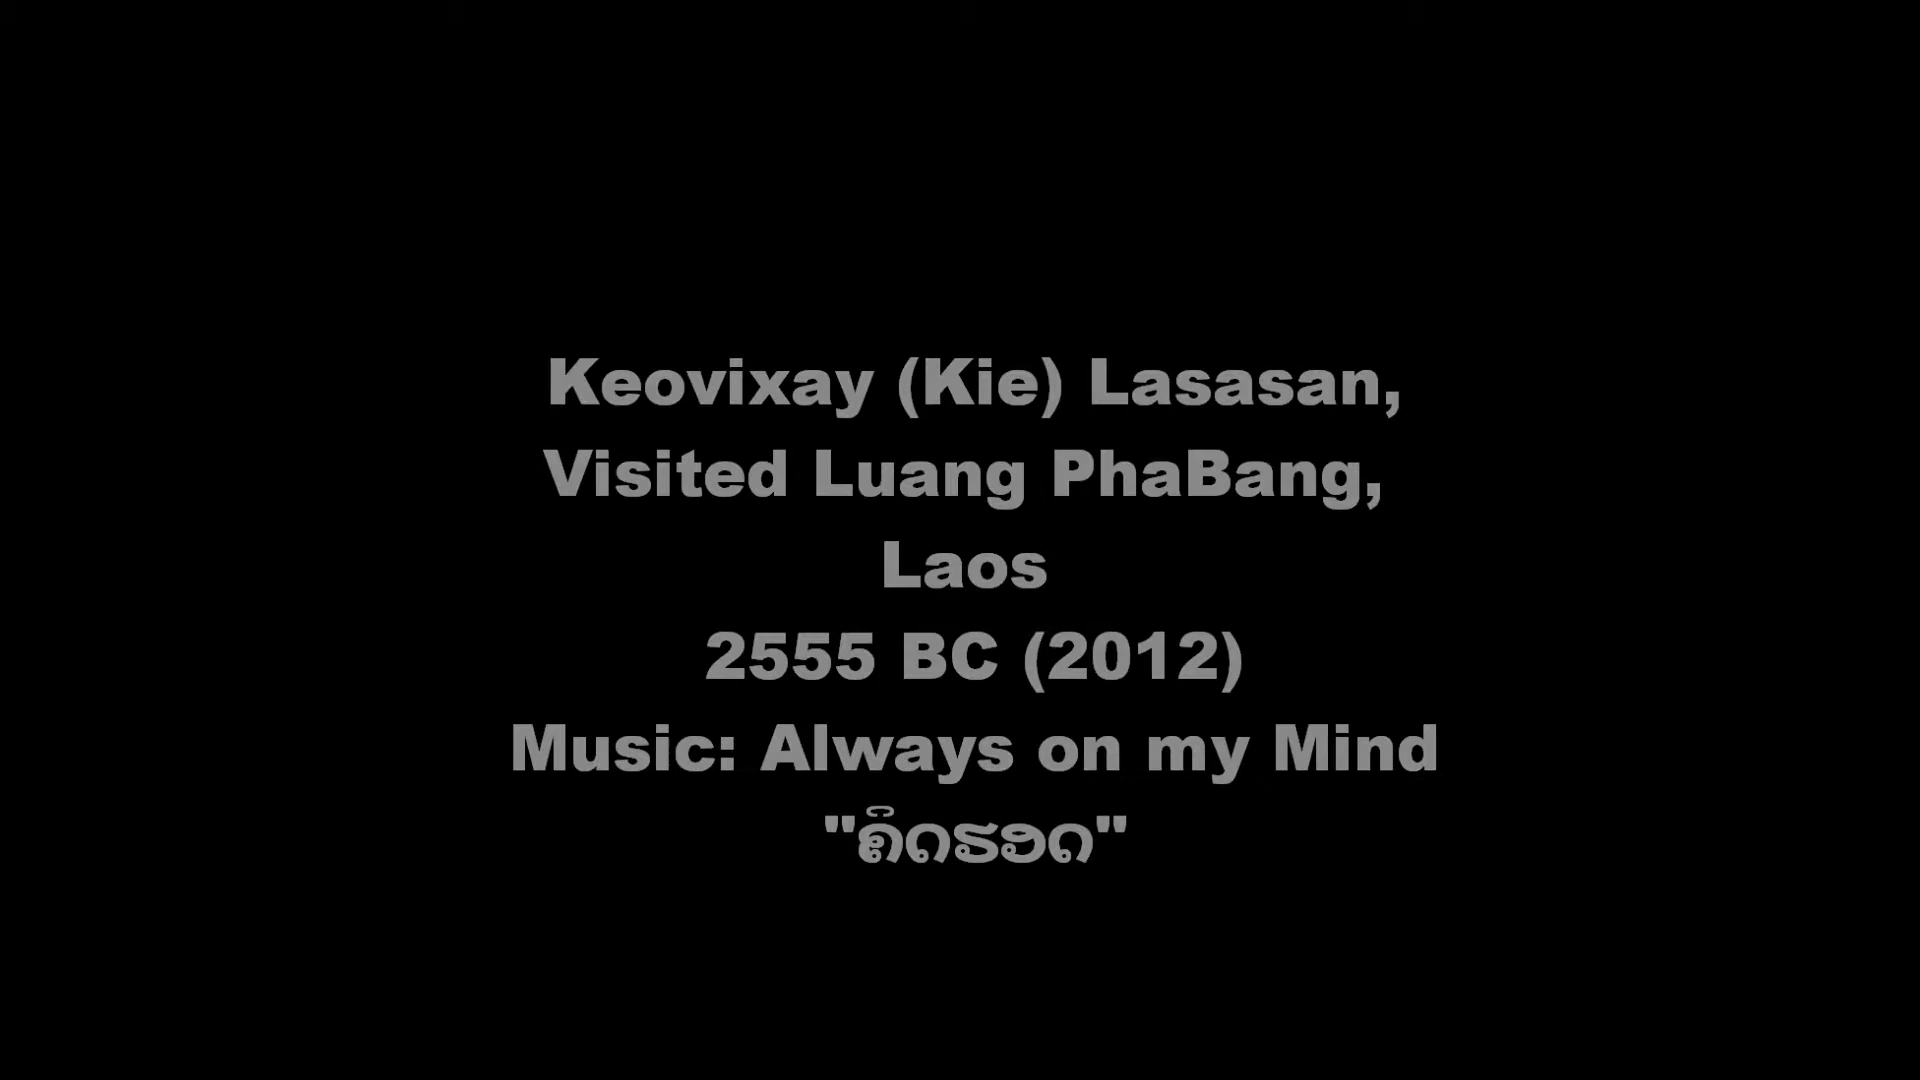 Keovixay (Kie) Lasasan,
Visited Luang PhaBang,
Laos
2555 BC (2012)
Music: Always on my Mind
"ຄິດຮອດ"